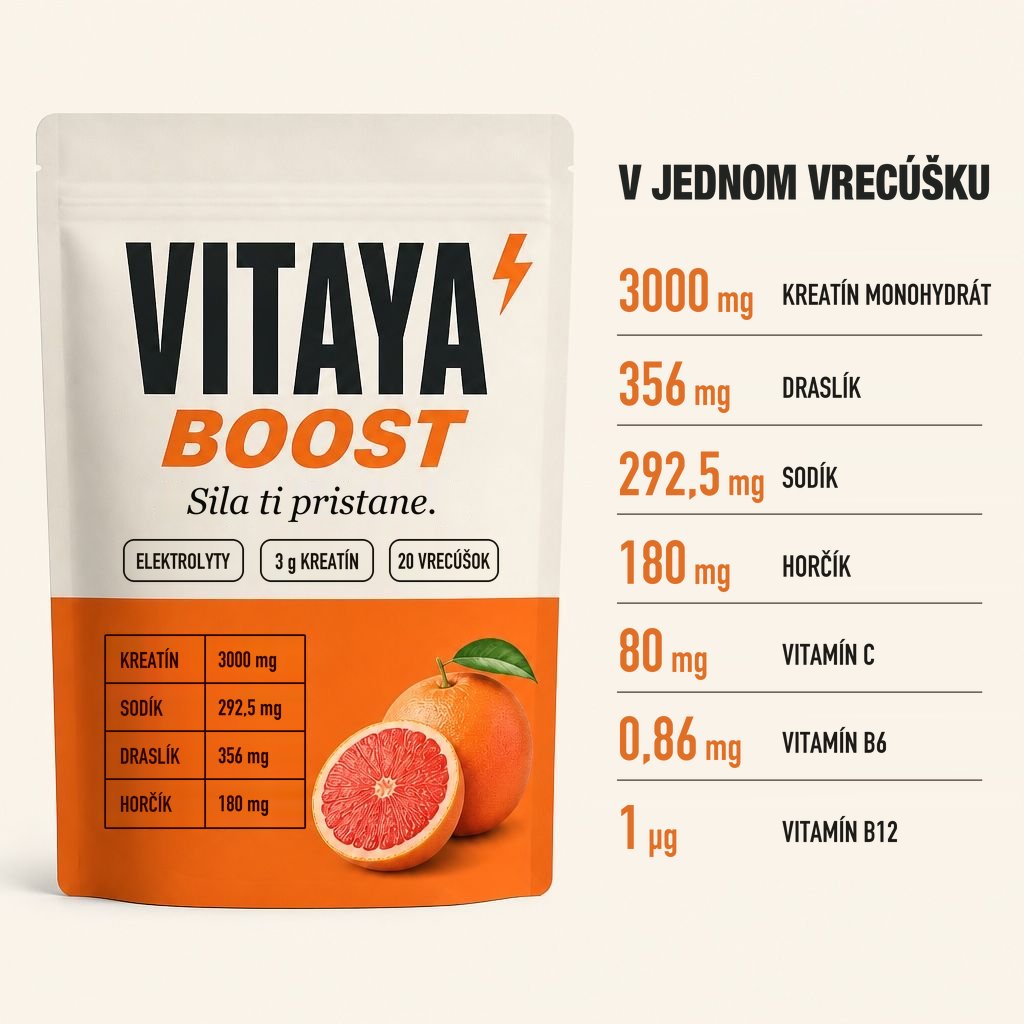 VITAYA
BOOST
Sila ti pristane.
ELEKTROLYTY
3 g KREATÍN
20 VRECÚŠOK
KREATÍN 3000 mg
SODÍK 292,5 mg
DRASLÍK 356 mg
HORČÍK 180 mg
V JEDNOM VRECÚŠKU
3000 mg KREATÍN MONOHYDRÁT
356 mg DRASLÍK
292,5 mg SODÍK
180 mg HORČÍK
80 mg VITAMÍN C
0,86 mg VITAMÍN B6
1 µg VITAMÍN B12